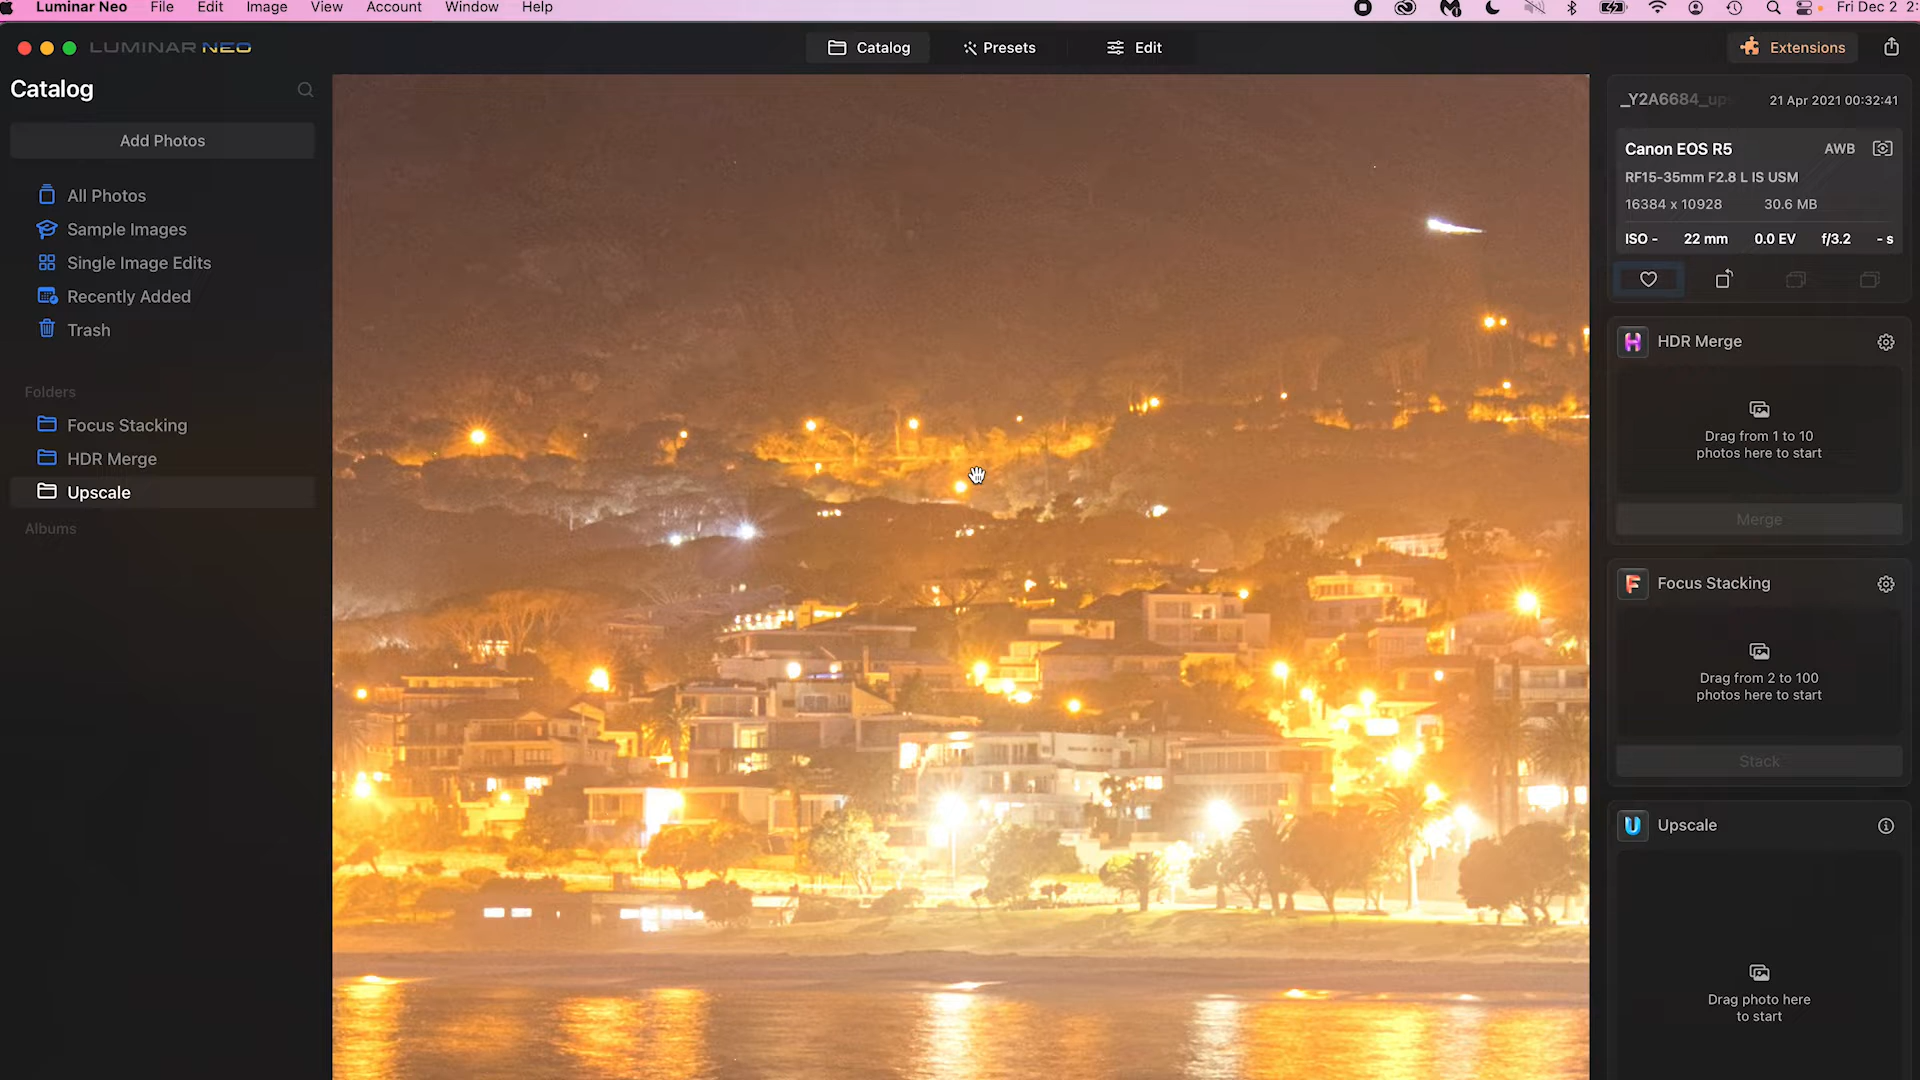 Luminar Neo File Edit Image View Account Window Help Fri Dec 2 2:
LUMINAR NEO Catalog Presets Edit Extensions
Catalog
Add Photos
All Photos
Sample Images
Single Image Edits
Recently Added
Trash
Folders
Focus Stacking
HDR Merge
Upscale
Albums
_Y2A6684_ups 21 Apr 2021 00:32:41
Canon EOS R5 AWB
RF15-35mm F2.8 L IS USM
16384 x 10928 30.6 MB
ISO - 22 mm 0.0 EV f/3.2 - s
HDR Merge
Drag from 1 to 10
photos here to start
Merge
Focus Stacking
Drag from 2 to 100
photos here to start
Stack
Upscale
Drag photo here
to start